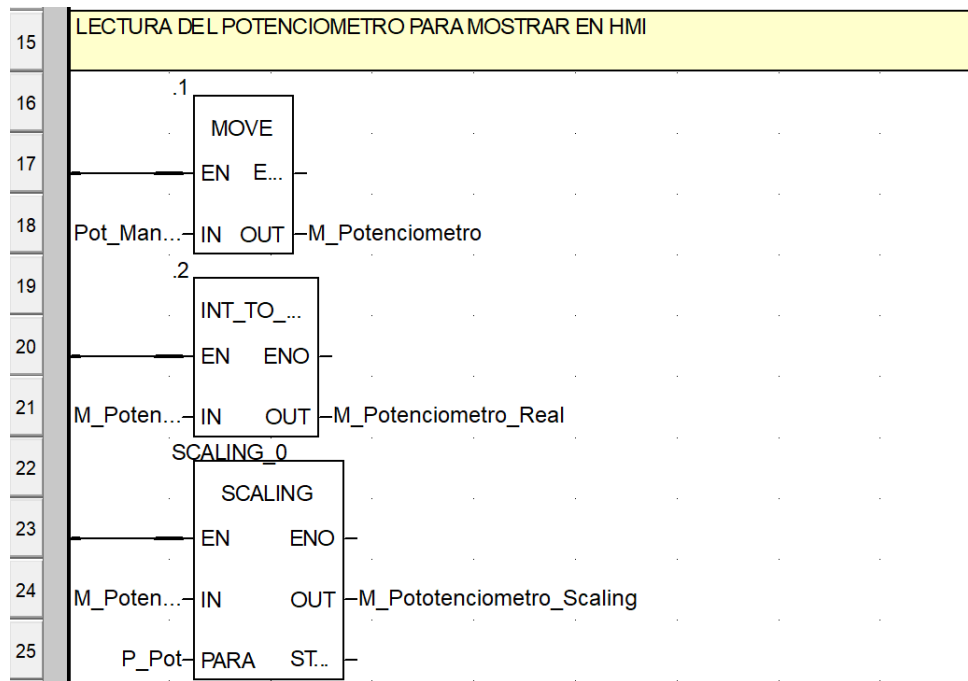 15 LECTURA DEL POTENCIOMETRO PARA MOSTRAR EN HMI
16 .1
MOVE
17 EN E...
18 Pot_Man... IN OUT M_Potenciometro
19 .2
INT_TO_...
20 EN ENO
21 M_Poten... IN OUT M_Potenciometro_Real
22 SCALING_0
SCALING
23 EN ENO
24 M_Poten... IN OUT M_Pototenciometro_Scaling
25 P_Pot PARA ST...